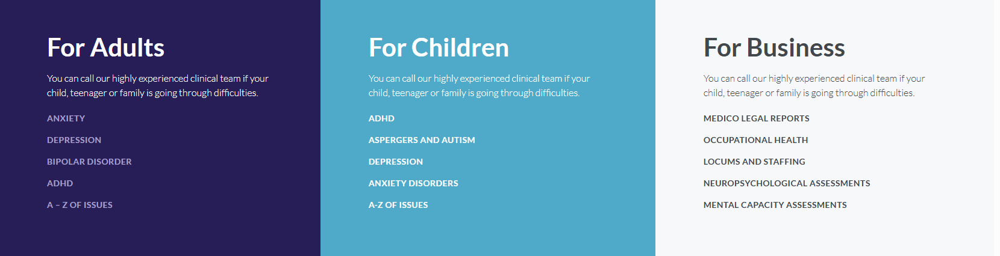 For Adults
You can call our highly experienced clinical team if your
child, teenager or family is going through difficulties.
ANXIETY
DEPRESSION
BIPOLAR DISORDER
ADHD
A – Z OF ISSUES
For Children
You can call our highly experienced clinical team if your
child, teenager or family is going through difficulties.
ADHD
ASPERGERS AND AUTISM
DEPRESSION
ANXIETY DISORDERS
A-Z OF ISSUES
For Business
You can call our highly experienced clinical team if your
child, teenager or family is going through difficulties.
MEDICO LEGAL REPORTS
OCCUPATIONAL HEALTH
LOCUMS AND STAFFING
NEUROPSYCHOLOGICAL ASSESSMENTS
MENTAL CAPACITY ASSESSMENTS